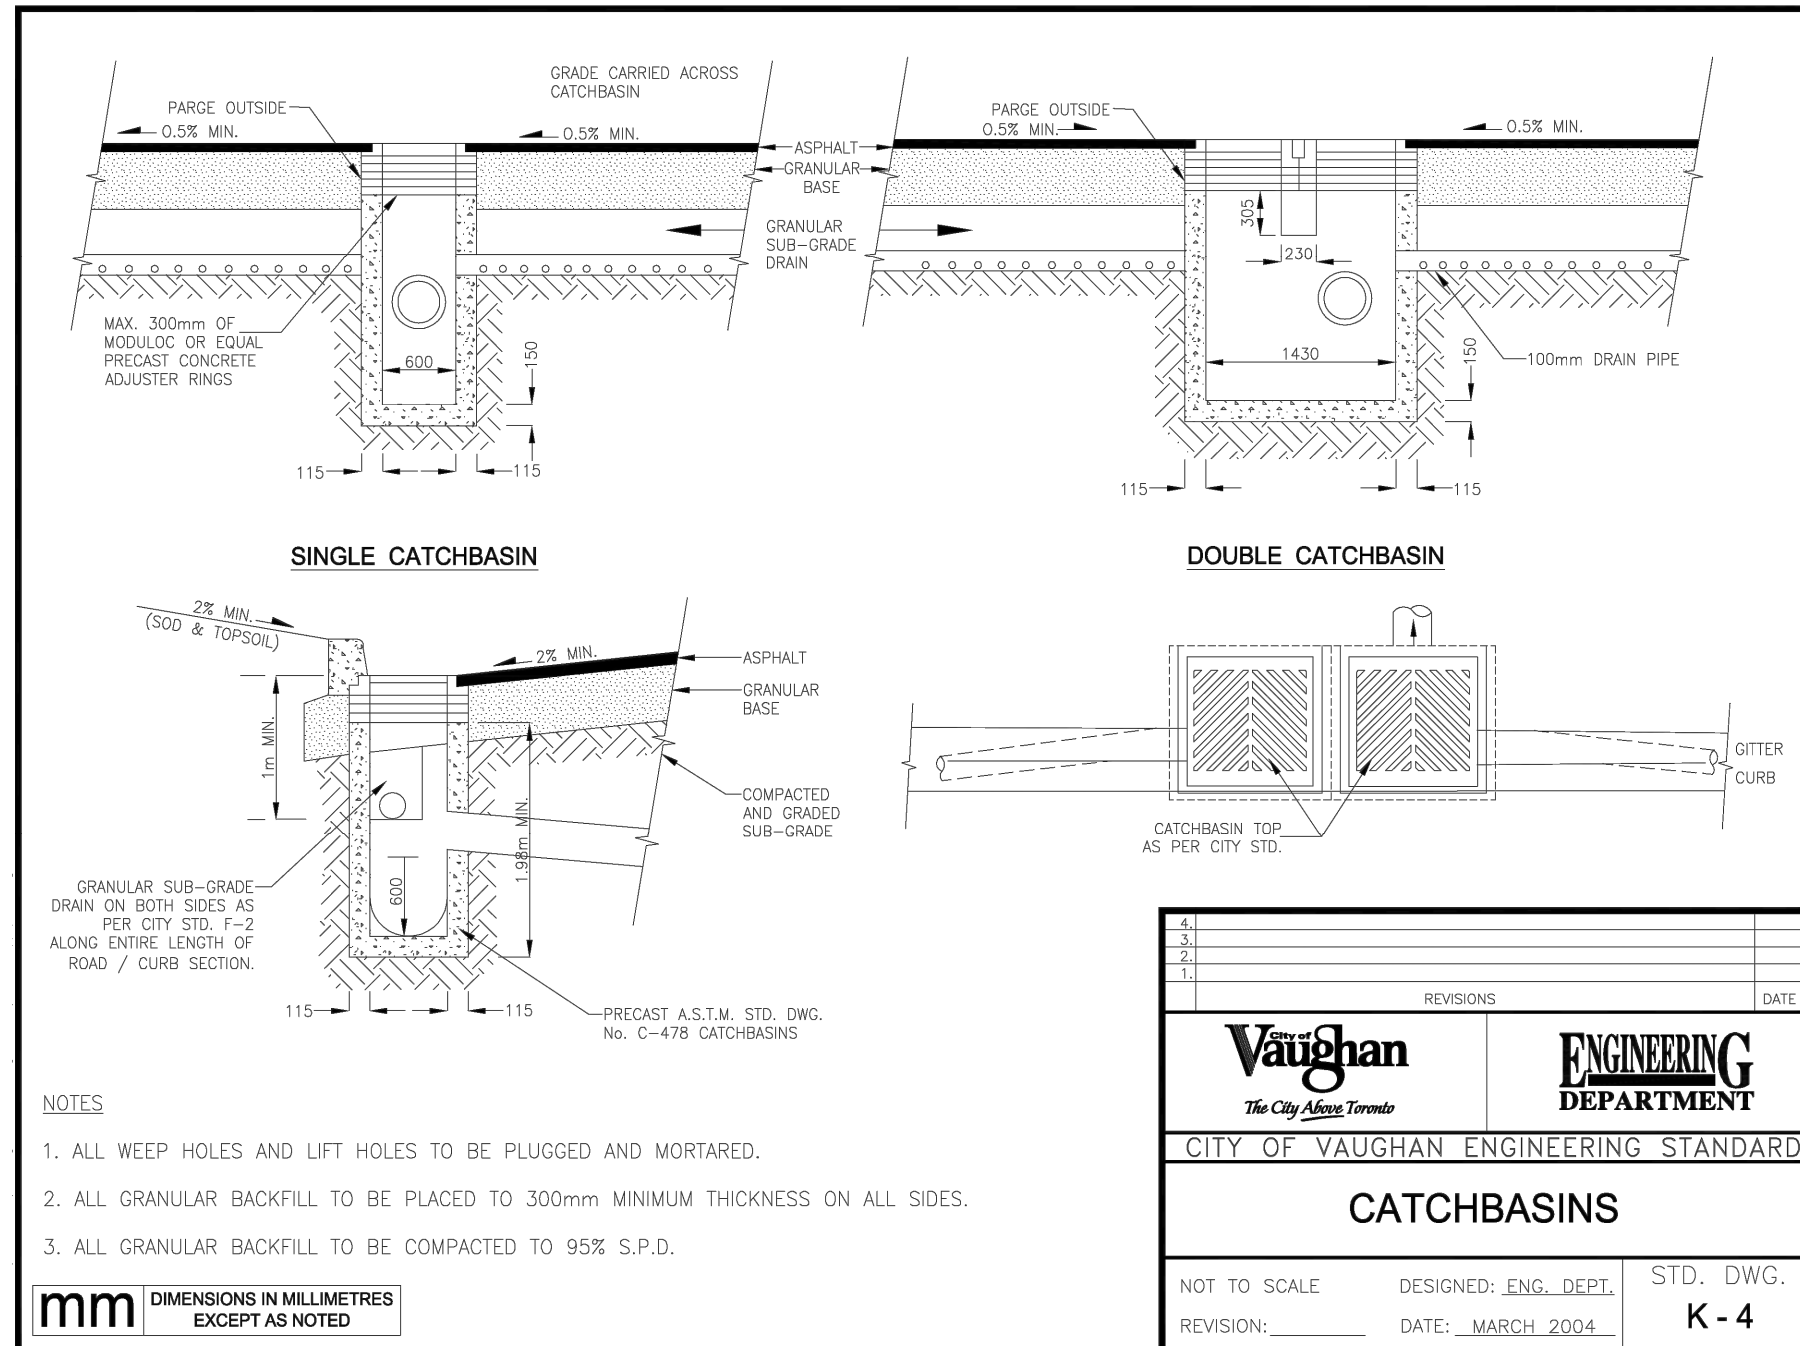 GRADE CARRIED ACROSS
CATCHBASIN
PARGE OUTSIDE
0.5% MIN.
0.5% MIN.
ASPHALT
GRANULAR
BASE
GRANULAR
SUB-GRADE
DRAIN
MAX. 300mm OF
MODULOC OR EQUAL
PRECAST CONCRETE
ADJUSTER RINGS
600
150
115
115
SINGLE CATCHBASIN
PARGE OUTSIDE
0.5% MIN.
0.5% MIN.
305
230
1430
150
100mm DRAIN PIPE
115
115
DOUBLE CATCHBASIN
2% MIN.
(SOD & TOPSOIL)
2% MIN.
ASPHALT
GRANULAR
BASE
1m MIN.
1.98m MIN.
COMPACTED
AND GRADED
SUB-GRADE
600
GRANULAR SUB-GRADE
DRAIN ON BOTH SIDES AS
PER CITY STD. F-2
ALONG ENTIRE LENGTH OF
ROAD / CURB SECTION.
115
115
PRECAST A.S.T.M. STD. DWG.
No. C-478 CATCHBASINS
GITTER
CURB
CATCHBASIN TOP
AS PER CITY STD.
NOTES
1. ALL WEEP HOLES AND LIFT HOLES TO BE PLUGGED AND MORTARED.
2. ALL GRANULAR BACKFILL TO BE PLACED TO 300mm MINIMUM THICKNESS ON ALL SIDES.
3. ALL GRANULAR BACKFILL TO BE COMPACTED TO 95% S.P.D.
mm
DIMENSIONS IN MILLIMETRES
EXCEPT AS NOTED
4.
3.
2.
1.
REVISIONS DATE
City of
Vaughan
The City Above Toronto
ENGINEERING
DEPARTMENT
CITY OF VAUGHAN ENGINEERING STANDARD
CATCHBASINS
NOT TO SCALE DESIGNED: ENG. DEPT.
REVISION: DATE: MARCH 2004
STD. DWG.
K - 4